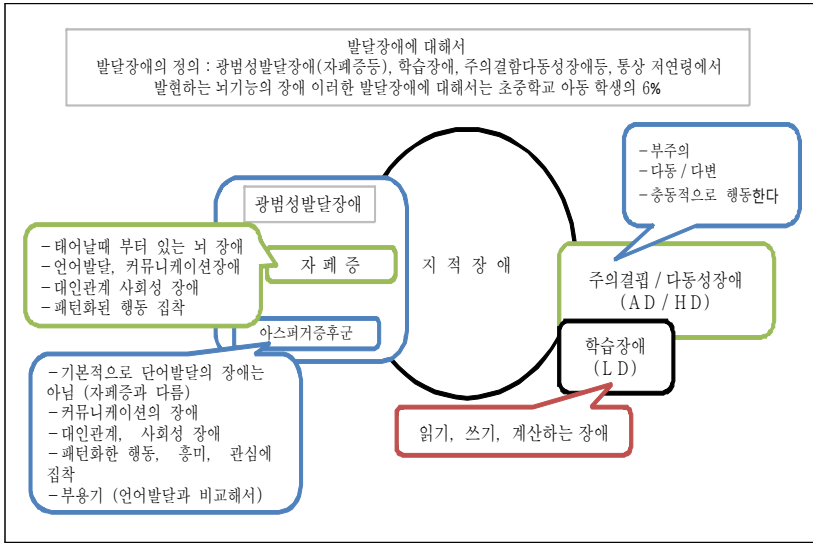 발달장애에 대해서
발달장애의 정의 : 광범성발달장애(자폐증등), 학습장애, 주의결함다동성장애등, 통상 저연령에서
발현하는 뇌기능의 장애 이러한 발달장애에 대해서는 초중학교 아동 학생의 6%
-부주의
-다동/다변
-충동적으로 행동한다
광범성발달장애
-태어날때 부터 있는 뇌 장애
-언어발달, 커뮤니케이션장애
-대인관계 사회성 장애
-패턴화된 행동 집착
자 폐 증
지적장애
주의결핍/다동성장애
(AD/HD)
아스퍼거증후군
학습장애
(LD)
-기본적으로 단어발달의 장애는
아님 (자폐증과 다름)
-커뮤니케이션의 장애
-대인관계, 사회성 장애
-패턴화한 행동, 흥미, 관심에
집착
-부용기 (언어발달과 비교해서)
읽기, 쓰기, 계산하는 장애